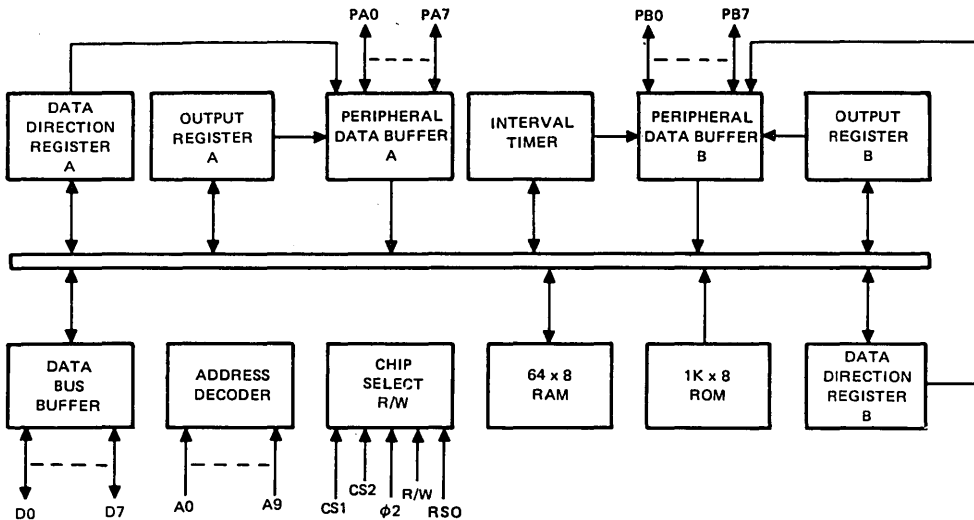 PA0 PA7 PB0 PB7
DATA
DIRECTION
REGISTER
A
OUTPUT
REGISTER
A
PERIPHERAL
DATA BUFFER
A
INTERVAL
TIMER
PERIPHERAL
DATA BUFFER
B
OUTPUT
REGISTER
B
DATA
BUS
BUFFER
ADDRESS
DECODER
CHIP
SELECT
R/W
64 x 8
RAM
1K x 8
ROM
DATA
DIRECTION
REGISTER
B
D0 D7 A0 A9 CS1 CS2 φ2 R/W RSO